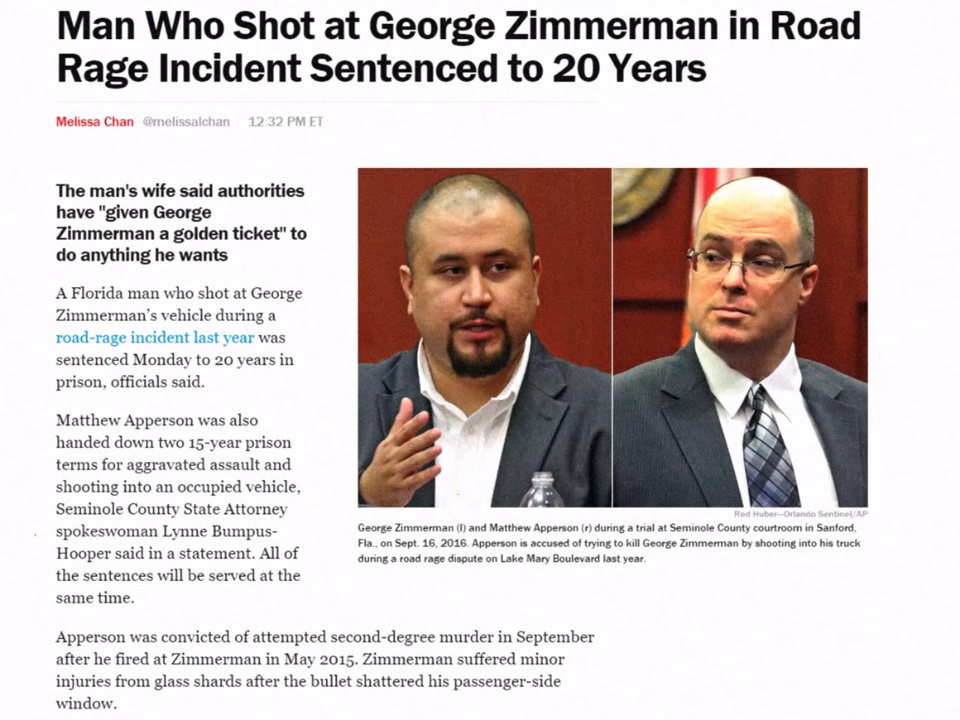 Man Who Shot at George Zimmerman in Road
Rage Incident Sentenced to 20 Years
Melissa Chan @melissalchan 12:32 PM ET
The man's wife said authorities
have "given George
Zimmerman a golden ticket" to
do anything he wants
A Florida man who shot at George
Zimmerman's vehicle during a
road-rage incident last year was
sentenced Monday to 20 years in
prison, officials said.
Matthew Apperson was also
handed down two 15-year prison
terms for aggravated assault and
shooting into an occupied vehicle,
Seminole County State Attorney
spokeswoman Lynne Bumpus-
Hooper said in a statement. All of
the sentences will be served at the
same time.
Red Huber—Orlando Sentinel/AP
George Zimmerman (l) and Matthew Apperson (r) during a trial at Seminole County courtroom in Sanford,
Fla., on Sept. 16, 2016. Apperson is accused of trying to kill George Zimmerman by shooting into his truck
during a road rage dispute on Lake Mary Boulevard last year.
Apperson was convicted of attempted second-degree murder in September
after he fired at Zimmerman in May 2015. Zimmerman suffered minor
injuries from glass shards after the bullet shattered his passenger-side
window.